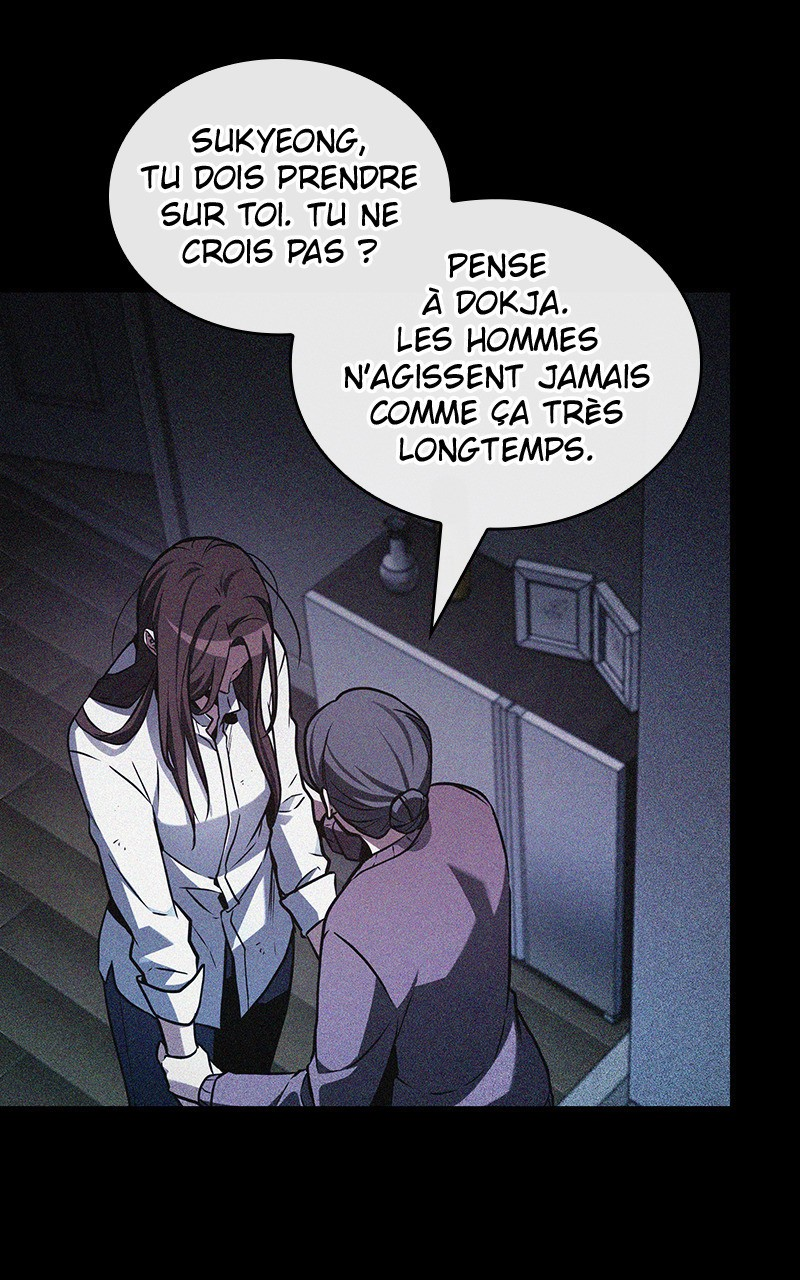 SUKYEONG,
TU DOIS PRENDRE
SUR TOI. TU NE
CROIS PAS ?
PENSE
À DOKJA.
LES HOMMES
N'AGISSENT JAMAIS
COMME ÇA TRÈS
LONGTEMPS.